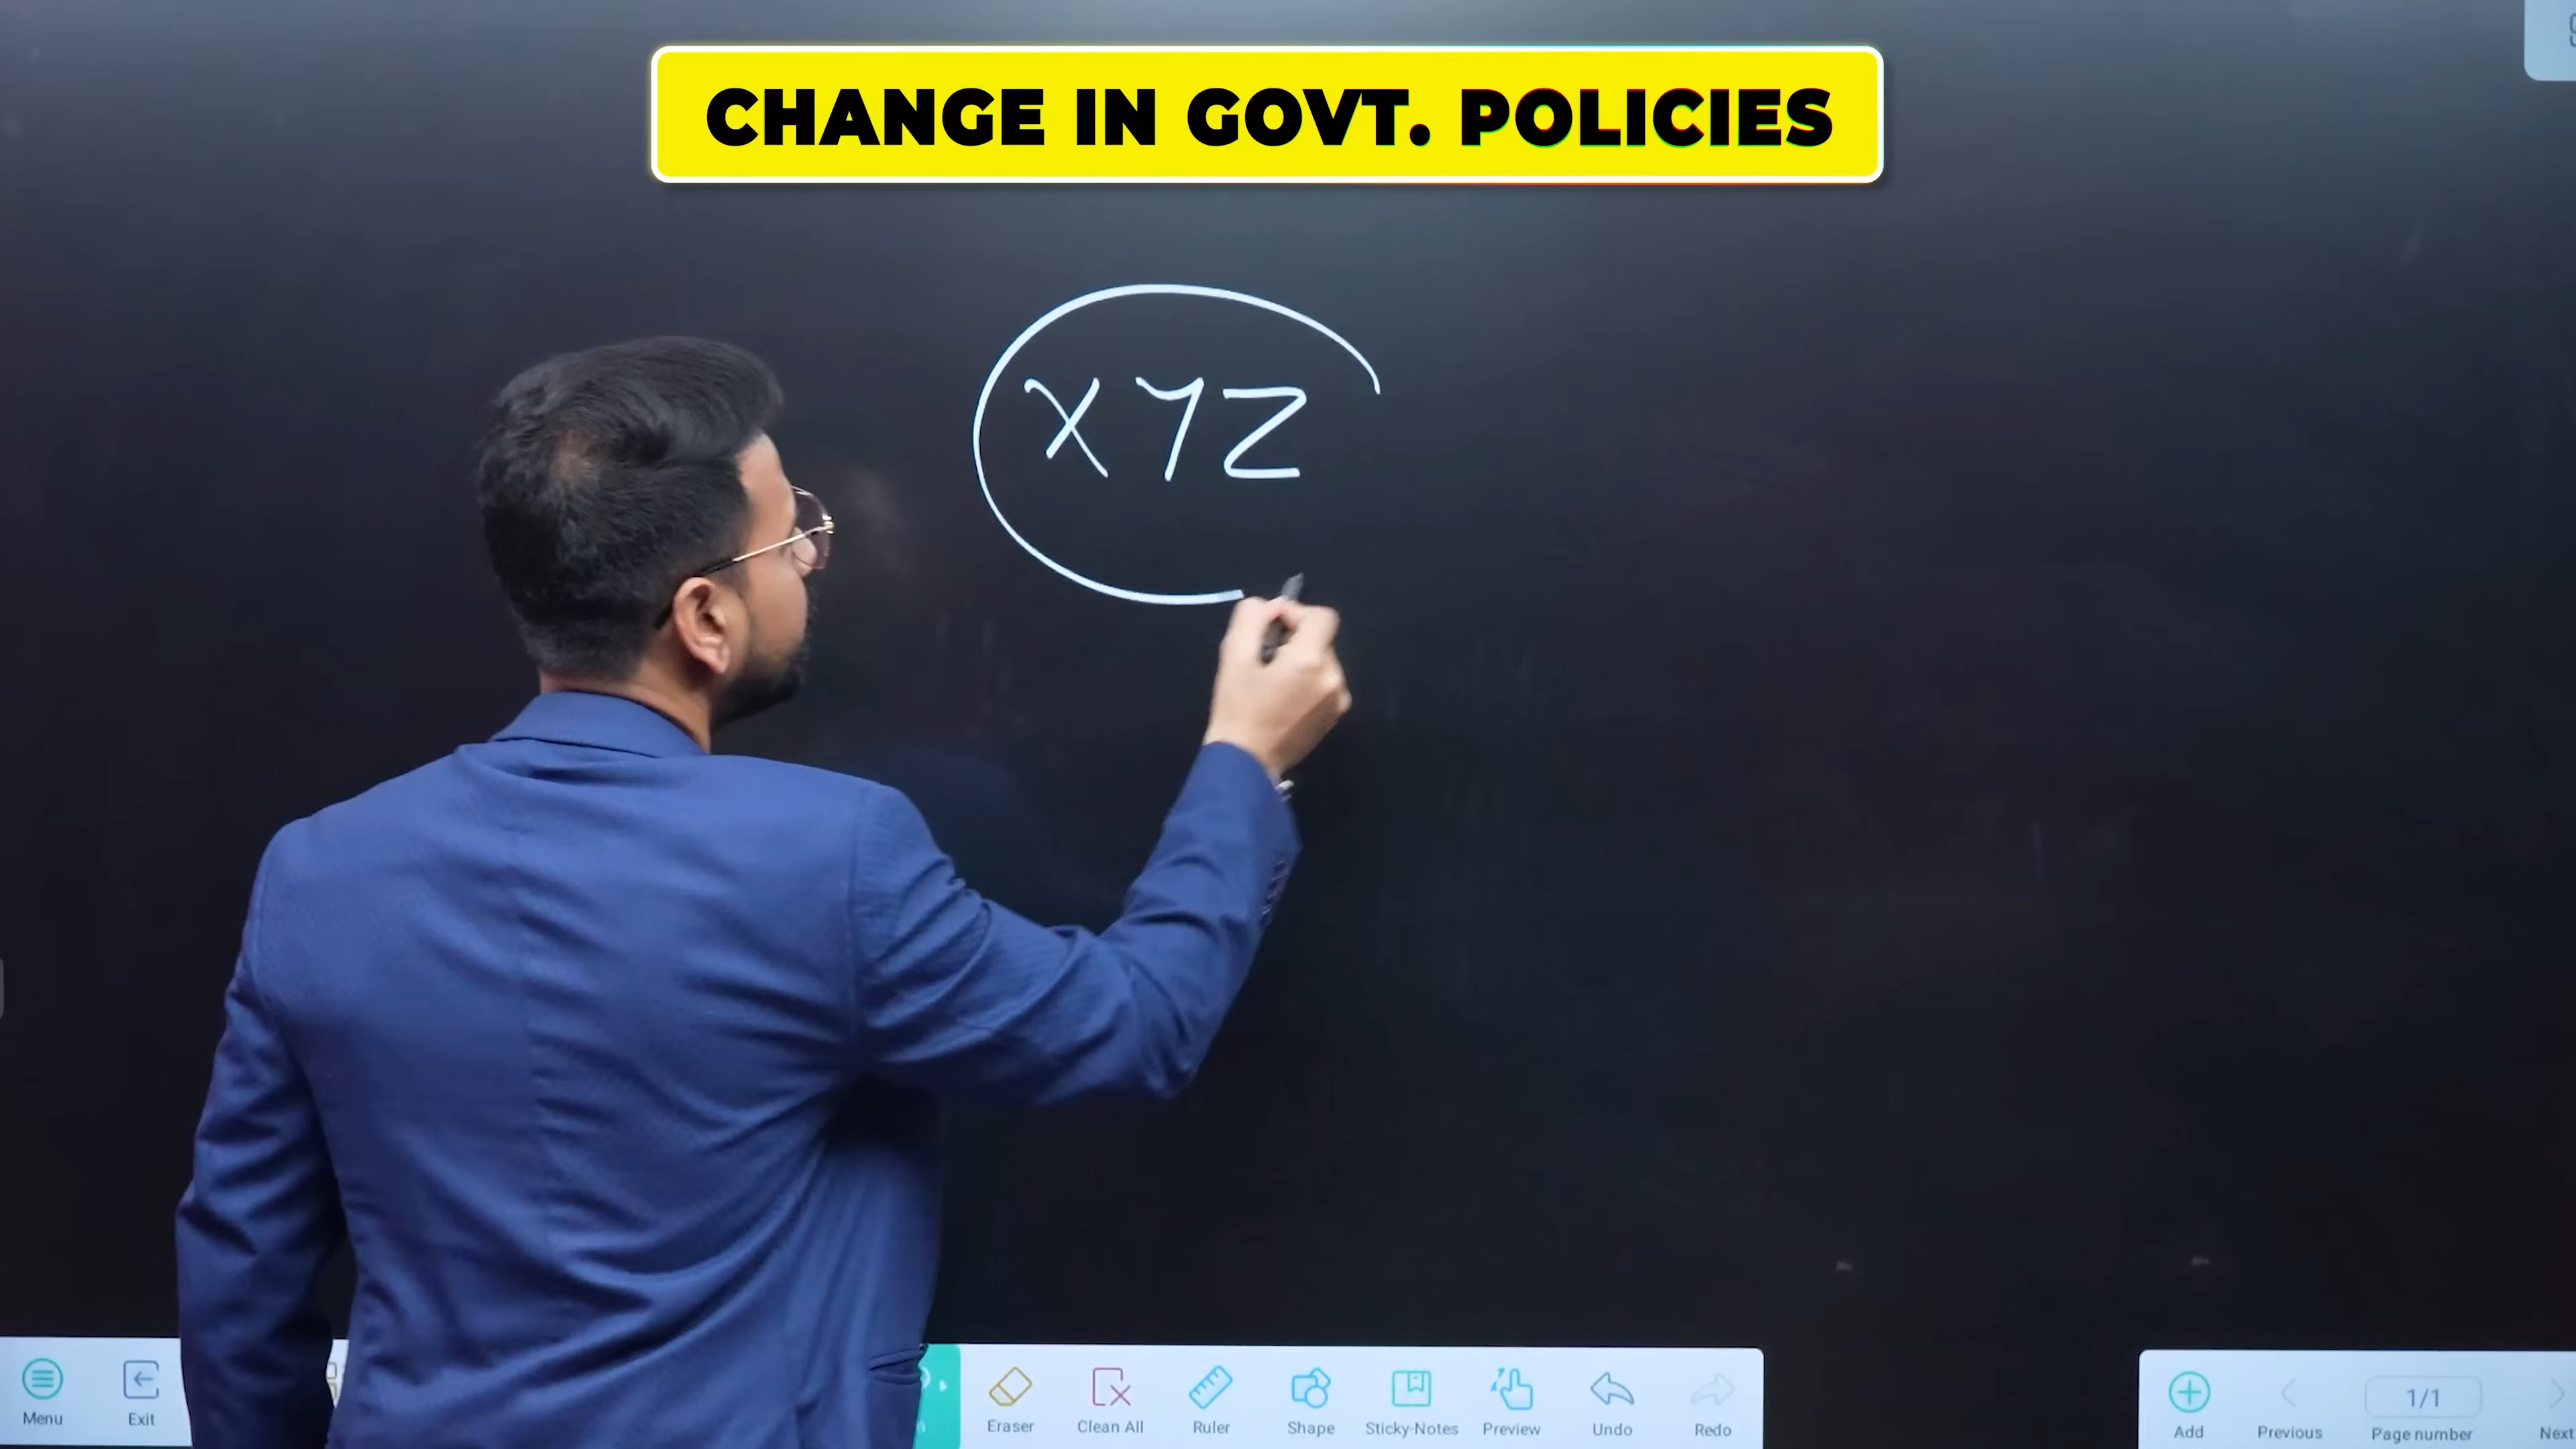 CHANGE IN GOVT. POLICIES
XYZ
Menu
Exit
Eraser
Clean All
Ruler
Shape
Sticky-Notes
Preview
Undo
Redo
Add
Previous
1/1
Page number
Next